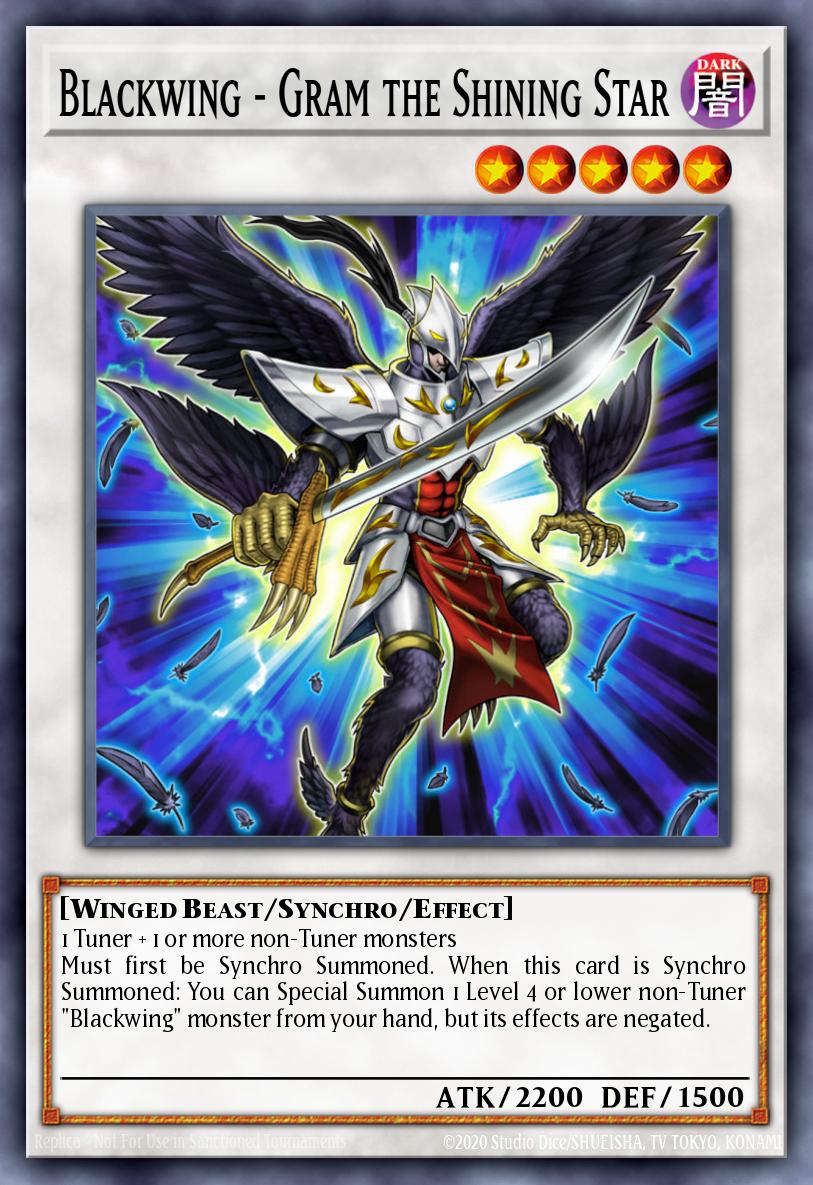 Blackwing - Gram the Shining Star
DARK
闇
[Winged Beast/Synchro/Effect]
1 Tuner + 1 or more non-Tuner monsters
Must first be Synchro Summoned. When this card is Synchro
Summoned: You can Special Summon 1 Level 4 or lower non-Tuner
"Blackwing" monster from your hand, but its effects are negated.
ATK/2200 DEF/1500
Replica - Not For Use in Sanctioned Tournaments
©2020 Studio Dice/SHUEISHA, TV TOKYO, KONAMI